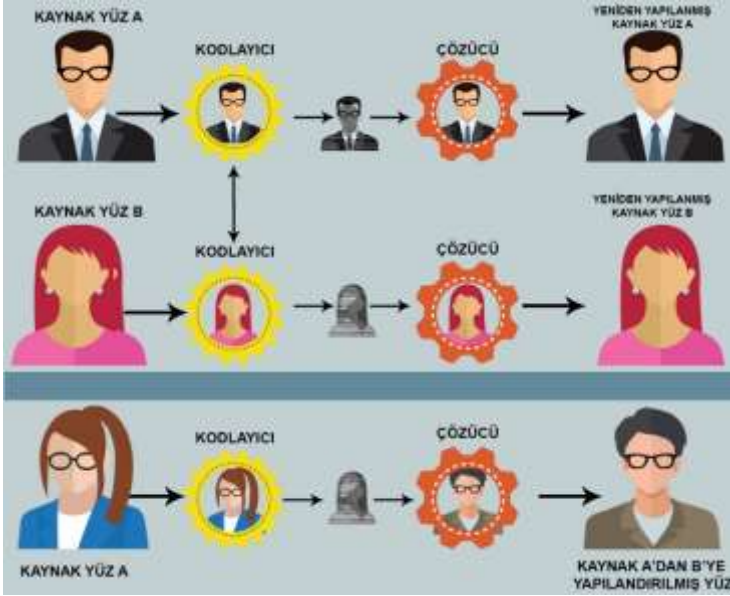 KAYNAK YÜZ A
KODLAYICI
ÇÖZÜCÜ
YENİDEN YAPILANMIŞ
KAYNAK YÜZ A
KAYNAK YÜZ B
KODLAYICI
ÇÖZÜCÜ
YENİDEN YAPILANMIŞ
KAYNAK YÜZ B
KODLAYICI
ÇÖZÜCÜ
KAYNAK YÜZ A
KAYNAK A'DAN B'YE
YAPILANDIRILMIŞ YÜZ